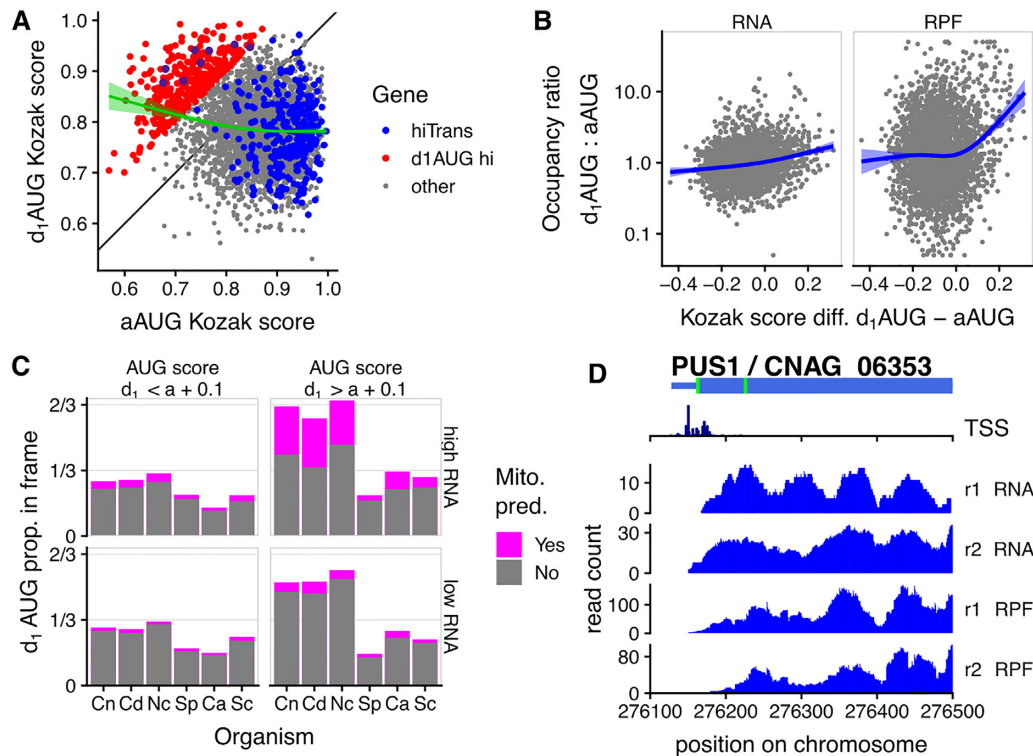 A
d₁AUG Kozak score
1.0
0.9
0.8
0.7
0.6
0.6 0.7 0.8 0.9 1.0
aAUG Kozak score
Gene
hiTrans
d1AUG hi
other
B
RNA RPF
Occupancy ratio
d₁AUG : aAUG
10.0
1.0
0.1
−0.4 −0.2 0.0 0.2 −0.4 −0.2 0.0 0.2
Kozak score diff. d₁AUG − aAUG
C
AUG score
d₁ < a + 0.1
AUG score
d₁ > a + 0.1
d₁ AUG prop. in frame
2/3
1/3
0
high RNA
2/3
1/3
0
low RNA
Cn Cd Nc Sp Ca Sc Cn Cd Nc Sp Ca Sc
Organism
Mito.
pred.
Yes
No
D
PUS1 / CNAG_06353
TSS
read count
10
0
r1 RNA
30
0
r2 RNA
100
0
r1 RPF
80
0
r2 RPF
276100 276200 276300 276400 276500
position on chromosome